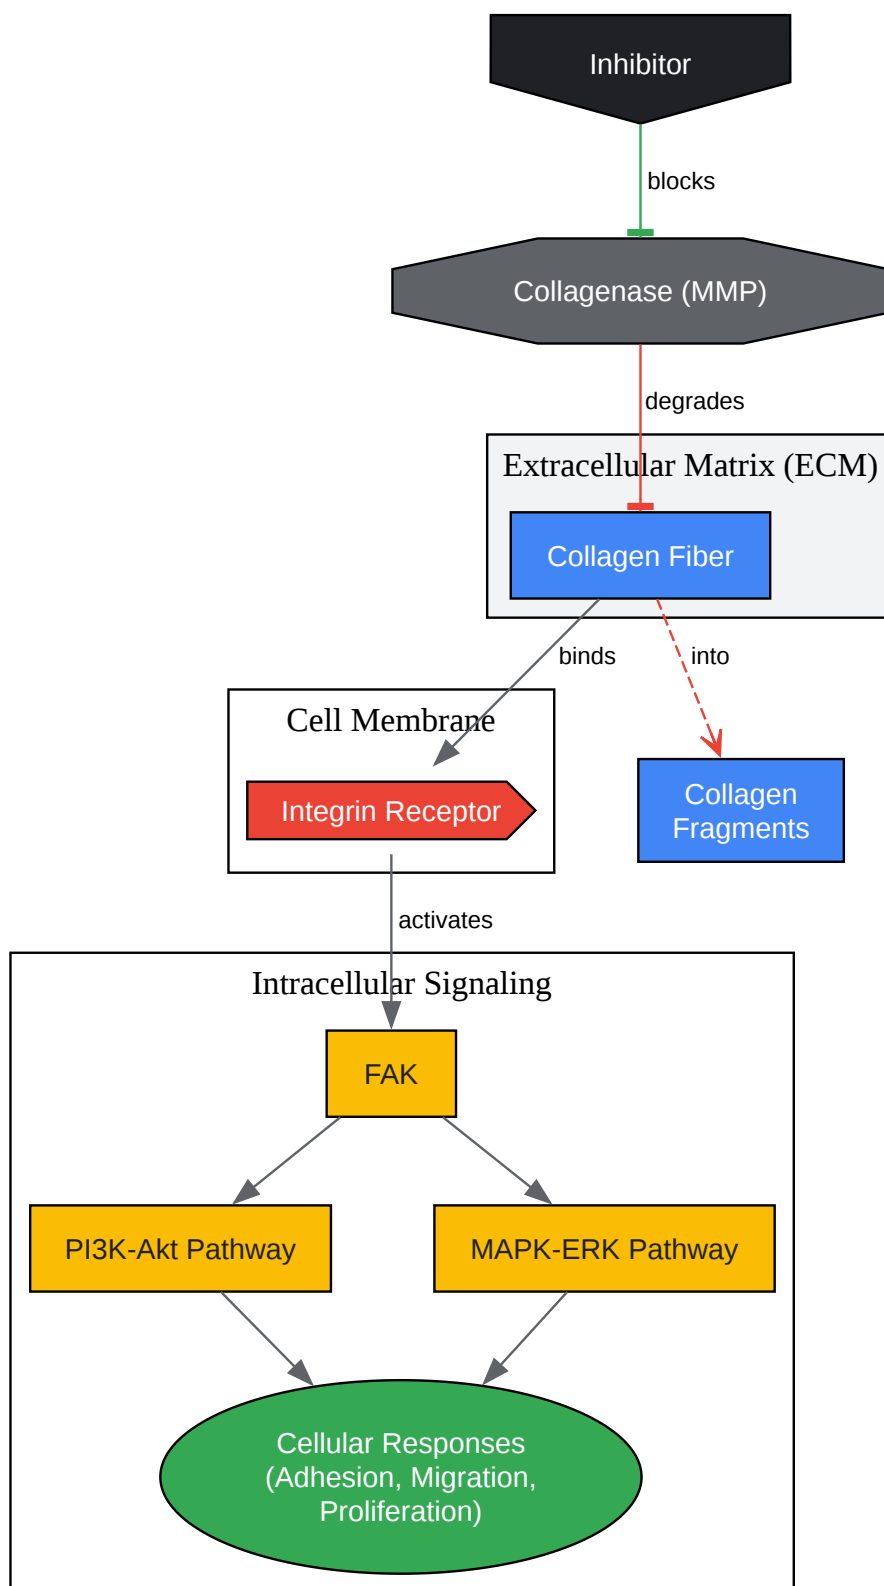 Inhibitor
blocks
Collagenase (MMP)
degrades
Extracellular Matrix (ECM)
Collagen Fiber
binds
into
Cell Membrane
Integrin Receptor
Collagen
Fragments
activates
Intracellular Signaling
FAK
PI3K-Akt Pathway
MAPK-ERK Pathway
Cellular Responses
(Adhesion, Migration,
Proliferation)